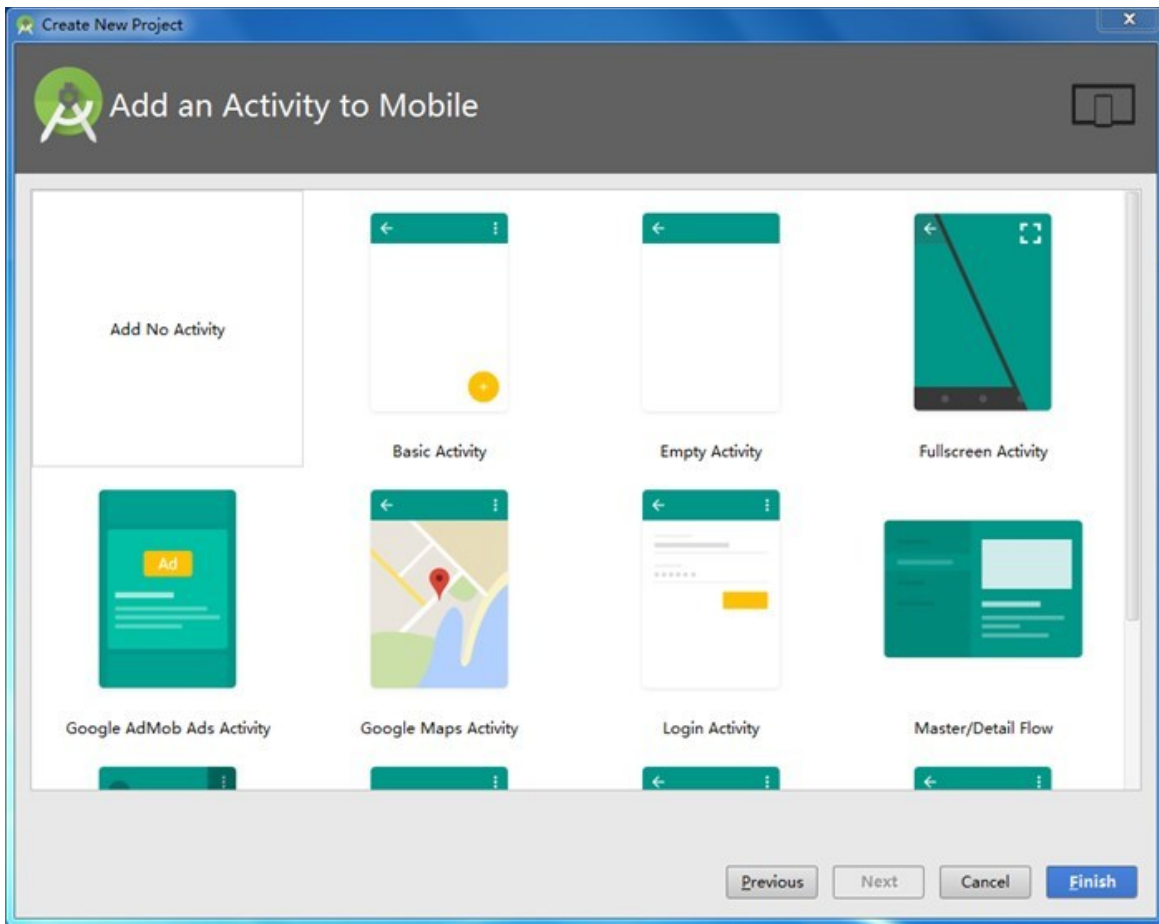 Create New Project
Add an Activity to Mobile
Add No Activity
Basic Activity
Empty Activity
Fullscreen Activity
Ad
Google AdMob Ads Activity
Google Maps Activity
Login Activity
Master/Detail Flow
Previous
Next
Cancel
Finish